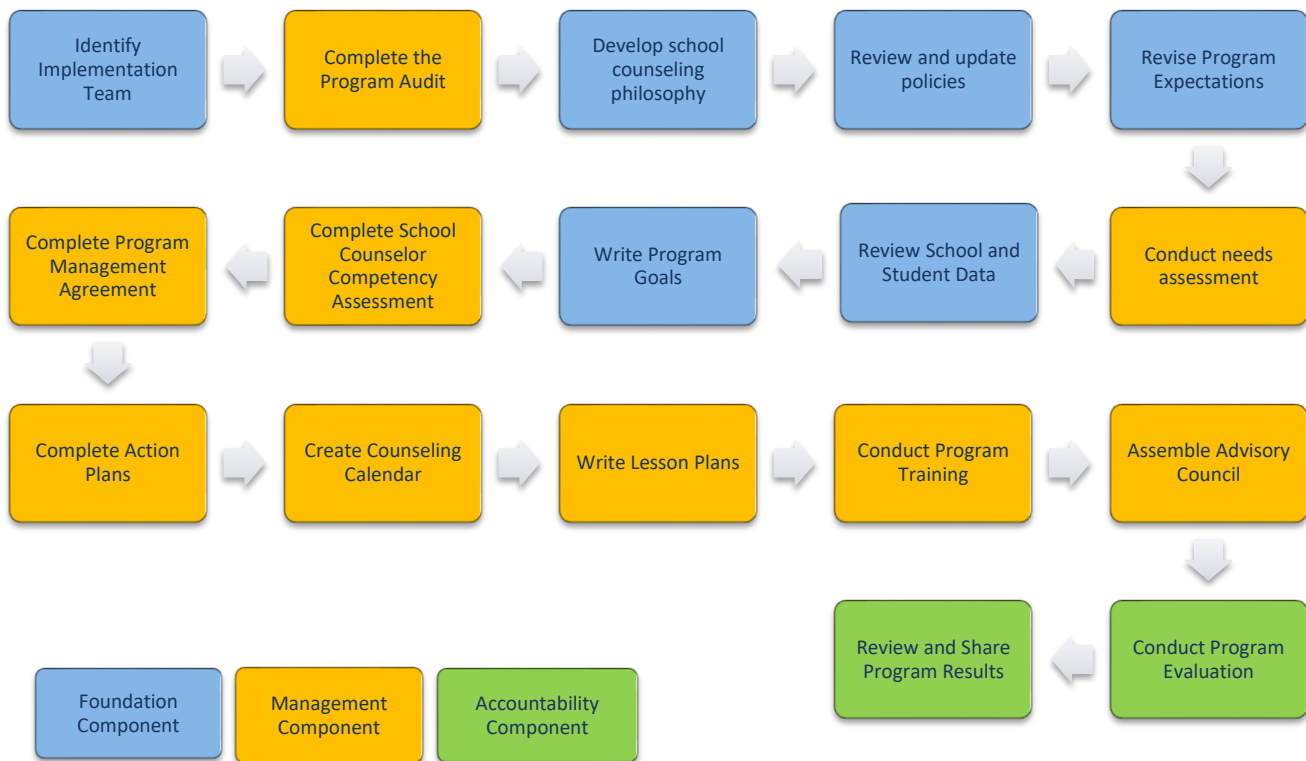 Identify
Implementation
Team
Complete the
Program Audit
Develop school
counseling
philosophy
Review and update
policies
Revise Program
Expectations
Conduct needs
assessment
Review School and
Student Data
Write Program
Goals
Complete School
Counselor
Competency
Assessment
Complete Program
Management
Agreement
Complete Action
Plans
Create Counseling
Calendar
Write Lesson Plans
Conduct Program
Training
Assemble Advisory
Council
Conduct Program
Evaluation
Review and Share
Program Results
Foundation
Component
Management
Component
Accountability
Component